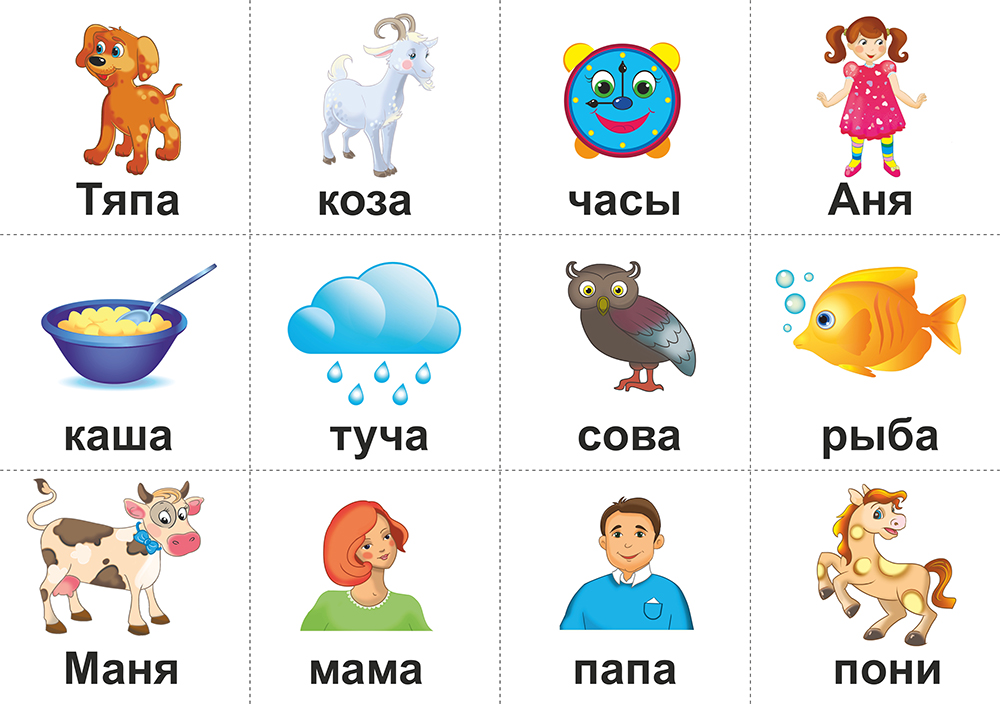 Тяпа
коза
часы
Аня
каша
туча
сова
рыба
Маня
мама
папа
пони